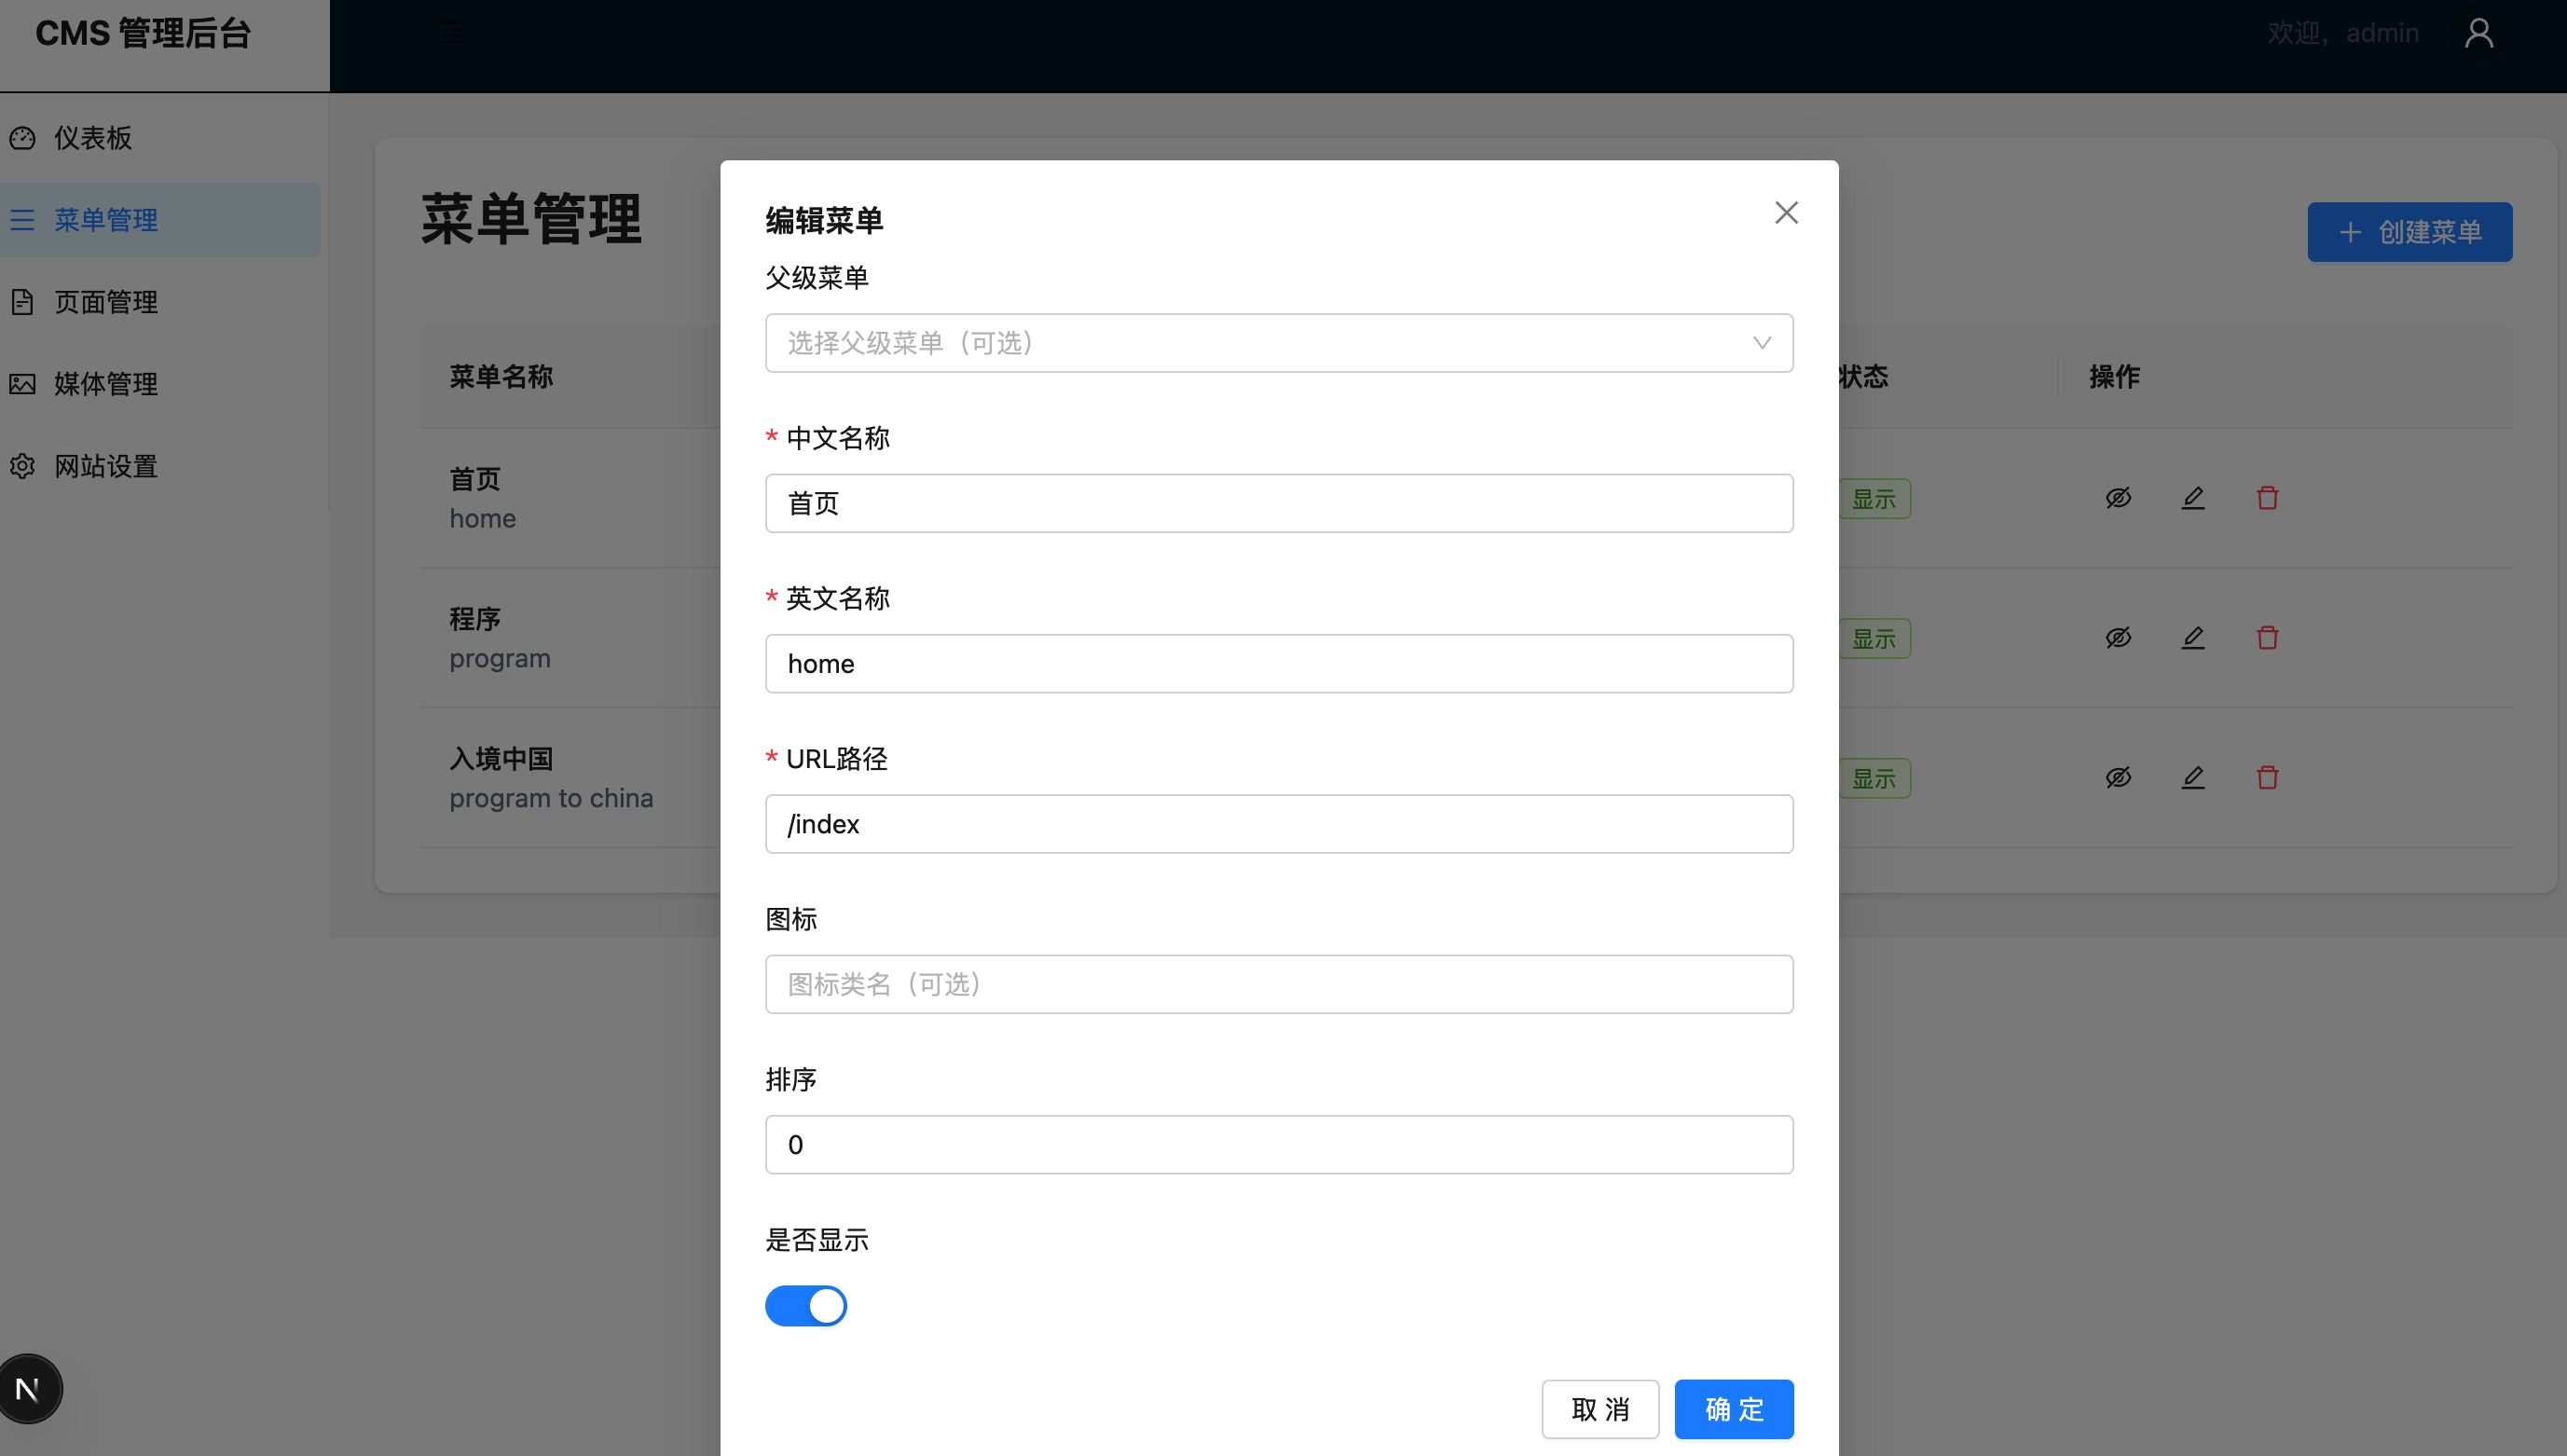 CMS 管理后台
欢迎，admin
仪表板
菜单管理
页面管理
媒体管理
网站设置
菜单管理
创建菜单
菜单名称
状态
操作
首页
home
显示
程序
program
显示
入境中国
program to china
显示
编辑菜单
父级菜单
选择父级菜单（可选）
* 中文名称
首页
* 英文名称
home
* URL路径
/index
图标
图标类名（可选）
排序
0
是否显示
取 消
确 定
N